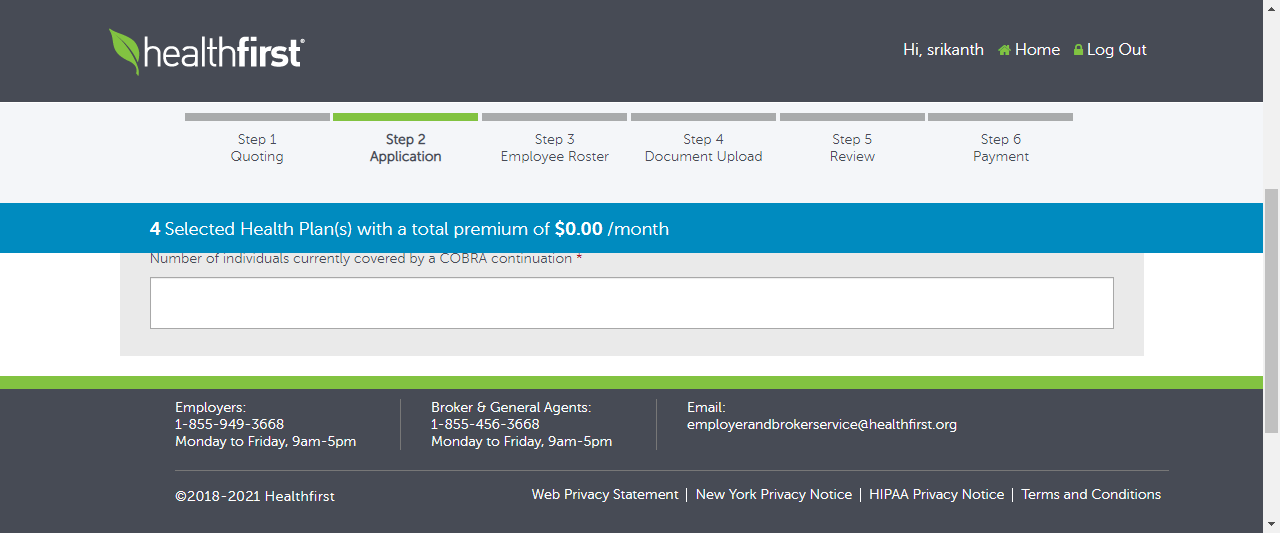 healthfirst
Hi, srikanth Home Log Out
Step 1
Quoting
Step 2
Application
Step 3
Employee Roster
Step 4
Document Upload
Step 5
Review
Step 6
Payment
4 Selected Health Plan(s) with a total premium of $0.00 /month
Number of individuals currently covered by a COBRA continuation *
Employers:
1-855-949-3668
Monday to Friday, 9am-5pm
Broker & General Agents:
1-855-456-3668
Monday to Friday, 9am-5pm
Email:
employerandbrokerservice@healthfirst.org
©2018-2021 Healthfirst
Web Privacy Statement | New York Privacy Notice | HIPAA Privacy Notice | Terms and Conditions